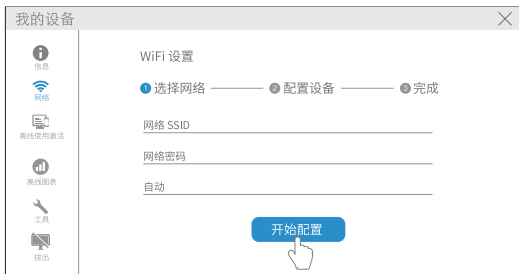 我的设备
信息
网络
离线使用激活
离线图表
工具
拔出
WiFi 设置
1 选择网络 2 配置设备 3 完成
网络 SSID
网络密码
自动
开始配置